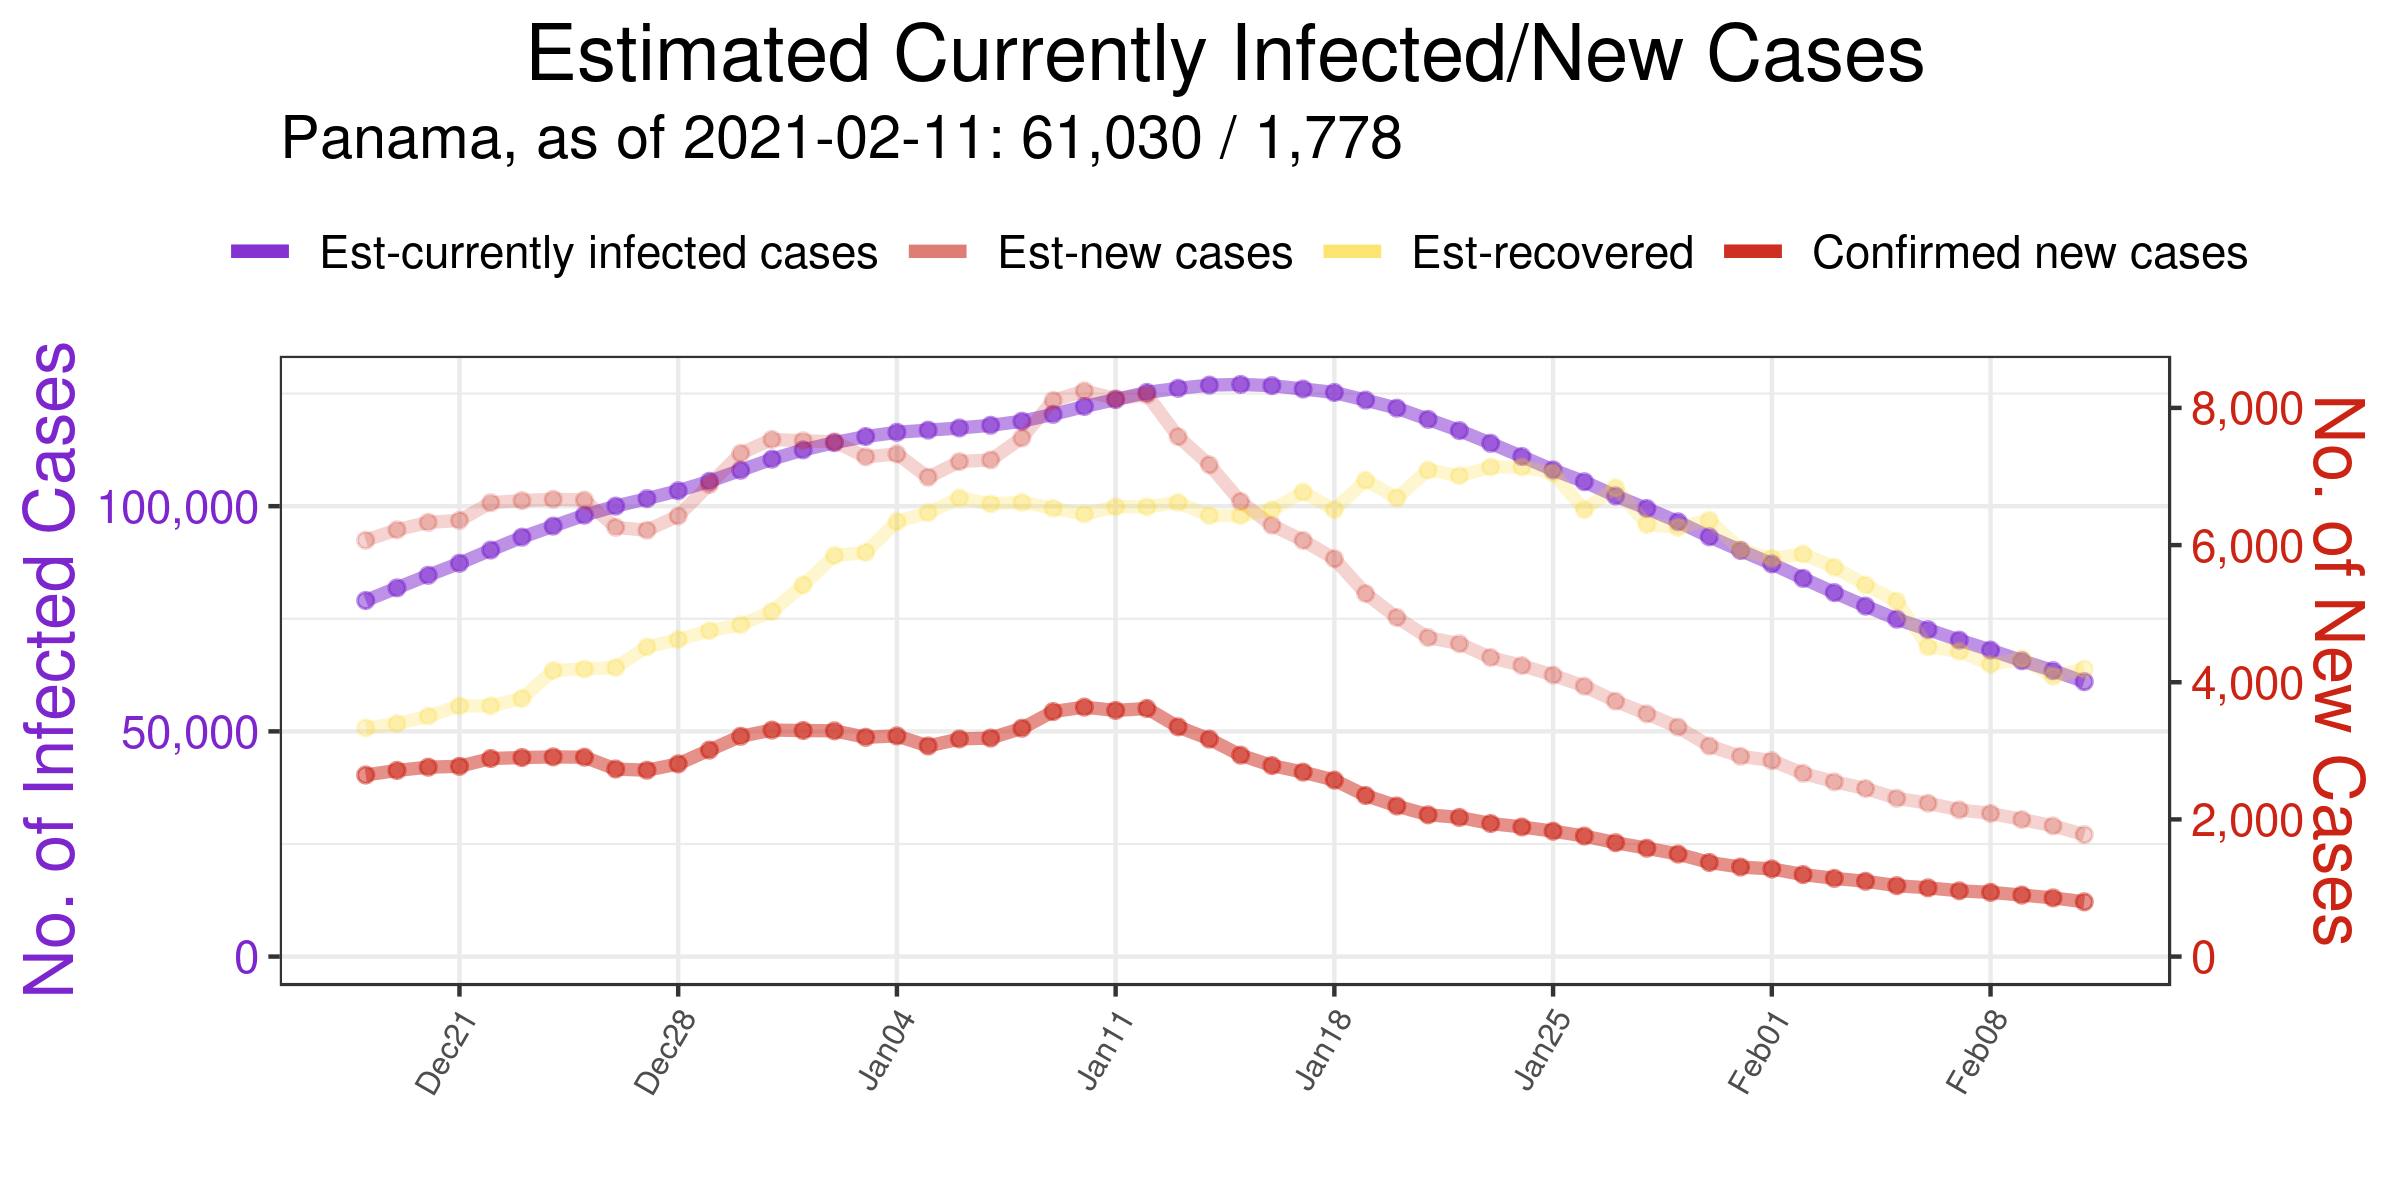 Estimated Currently Infected/New Cases
Panama, as of 2021-02-11: 61,030 / 1,778
Est-currently infected cases Est-new cases Est-recovered Confirmed new cases
No. of Infected Cases
100,000
50,000
0
8,000
6,000
4,000
2,000
0
No. of New Cases
Dec21 Dec28 Jan04 Jan11 Jan18 Jan25 Feb01 Feb08